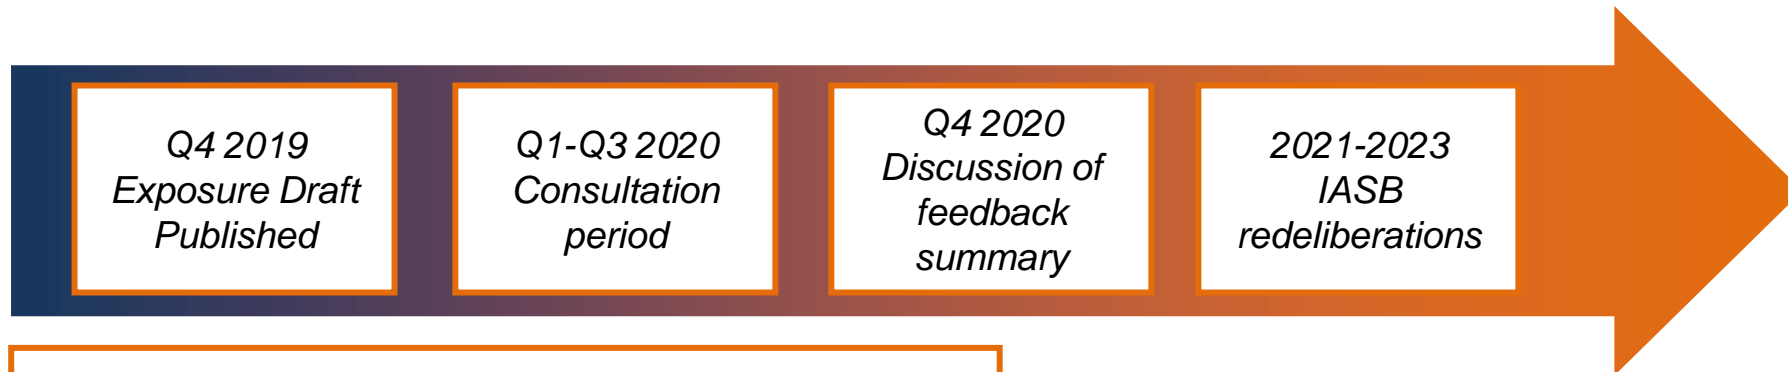 Q4 2019
Exposure Draft
Published
Q1-Q3 2020
Consultation
period
Q4 2020
Discussion of
feedback
summary
2021-2023
IASB
redeliberations